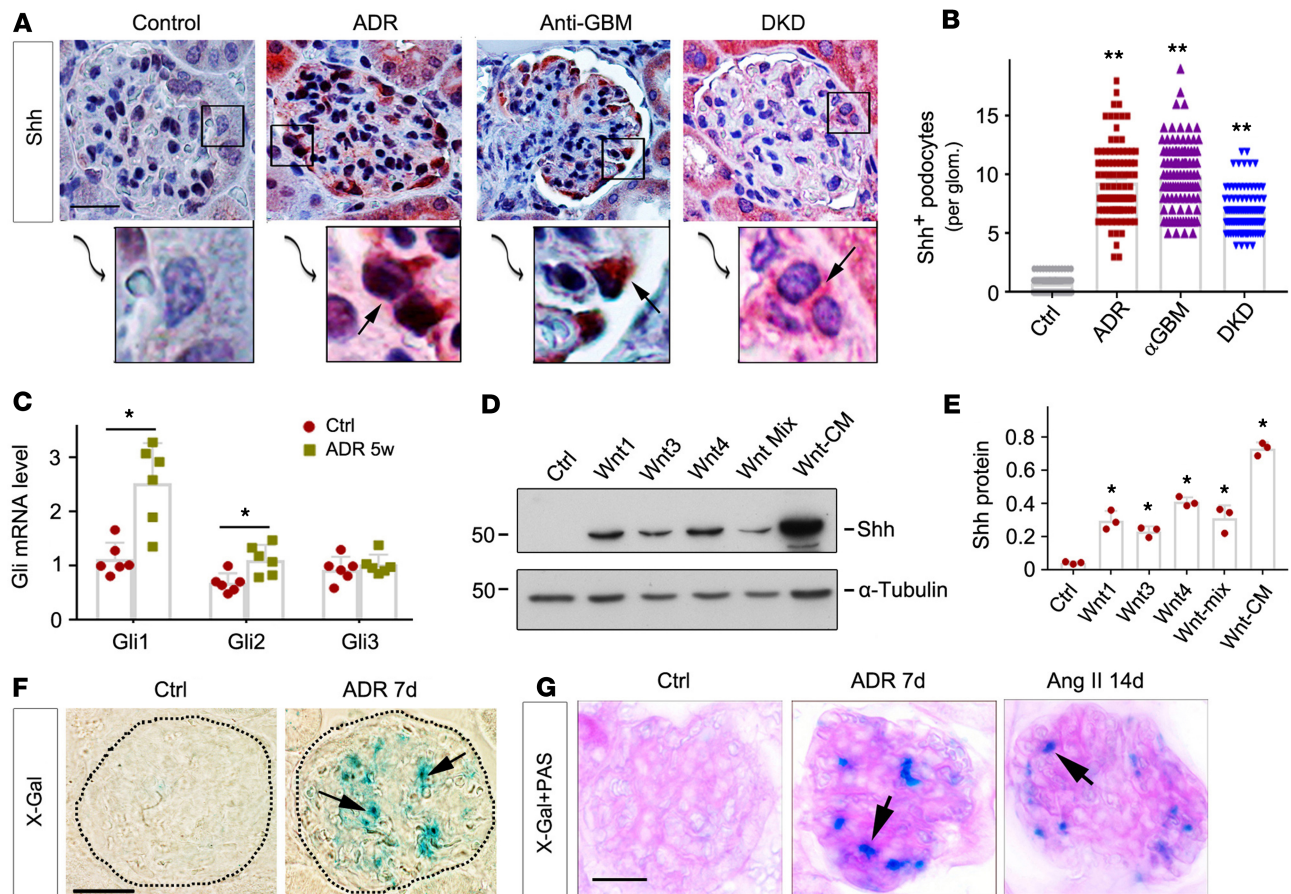 A
Control
ADR
Anti-GBM
DKD
Shh
B
Shh+ podocytes
(per glom.)
15
10
5
0
**
**
**
Ctrl
ADR
αGBM
DKD
C
Gli mRNA level
3
2
1
0
*
*
Ctrl
ADR 5w
Gli1
Gli2
Gli3
D
Ctrl
Wnt1
Wnt3
Wnt4
Wnt Mix
Wnt-CM
50
Shh
50
α-Tubulin
E
Shh protein
0.8
0.6
0.4
0.2
0
*
*
*
*
*
Ctrl
Wnt1
Wnt3
Wnt4
Wnt-mix
Wnt-CM
F
Ctrl
ADR 7d
X-Gal
G
Ctrl
ADR 7d
Ang II 14d
X-Gal+PAS